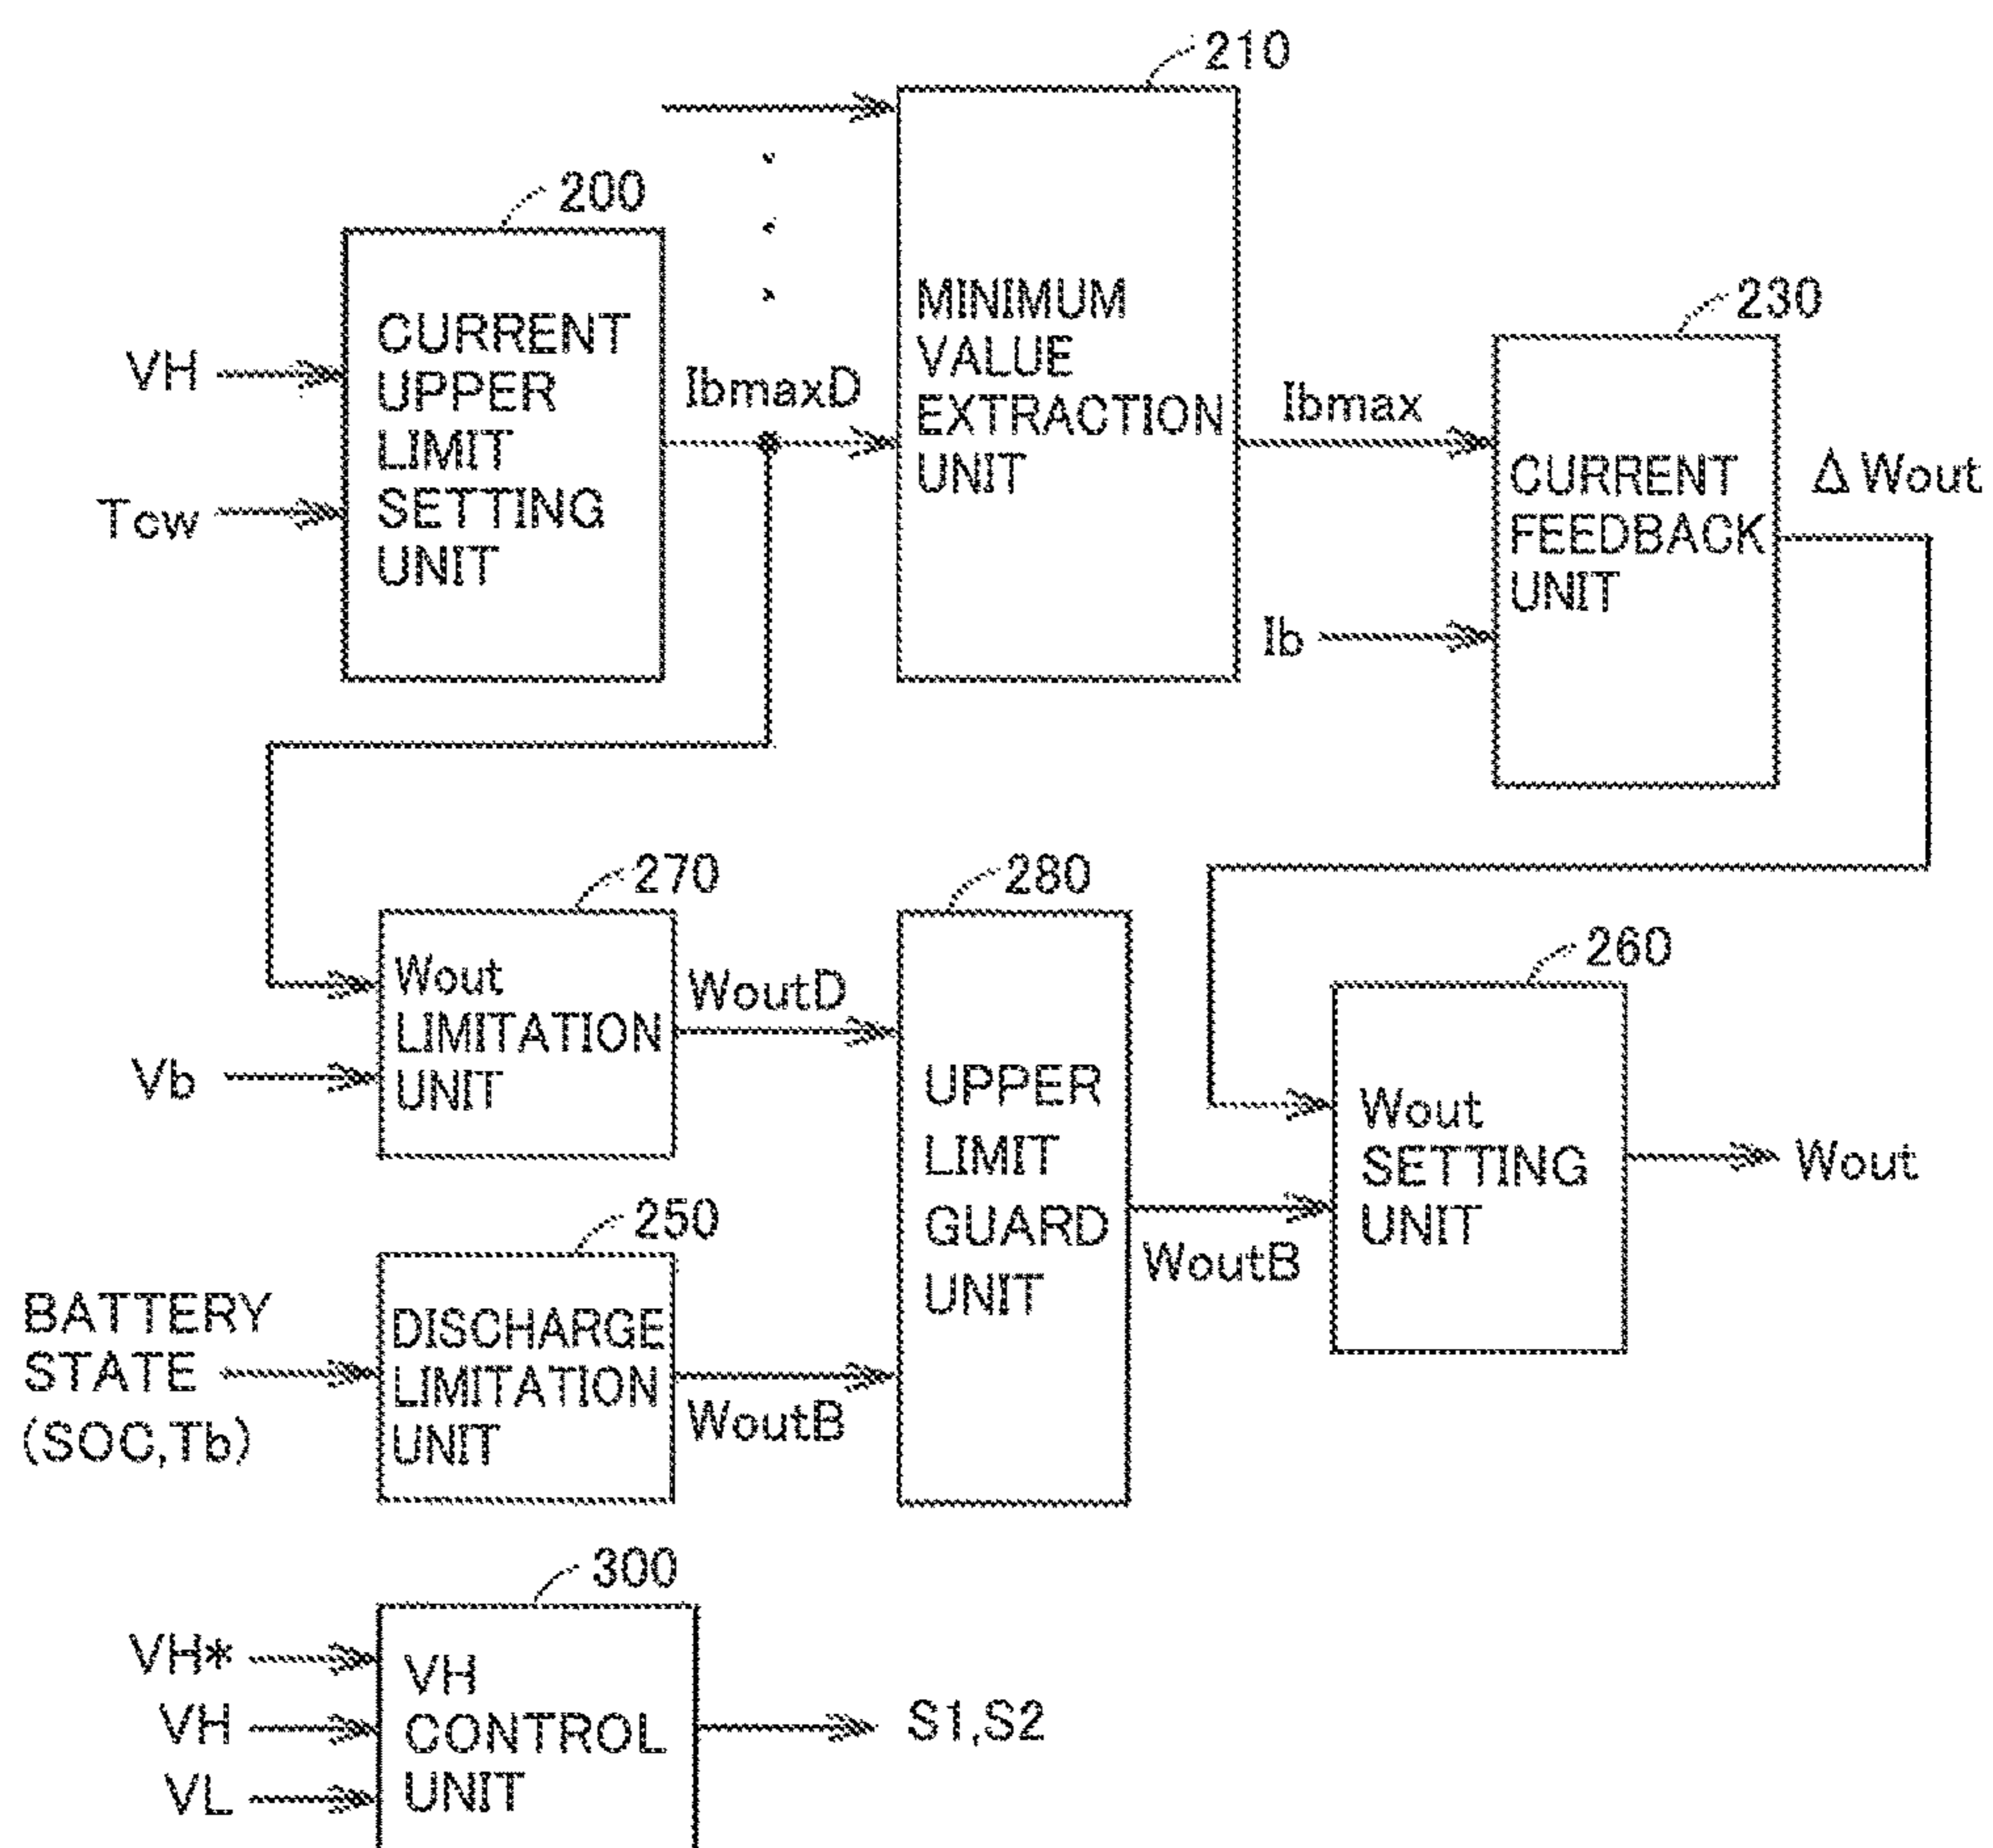 210
200
CURRENT
UPPER
LIMIT
SETTING
UNIT
VH
Tcw
IbmaxD
MINIMUM
VALUE
EXTRACTION
UNIT
Ibmax
230
CURRENT
FEEDBACK
UNIT
Ib
Δ Wout
270
Wout
LIMITATION
UNIT
Vb
WoutD
280
UPPER
LIMIT
GUARD
UNIT
260
Wout
SETTING
UNIT
Wout
WoutB
250
DISCHARGE
LIMITATION
UNIT
BATTERY
STATE
(SOC,Tb)
WoutB
300
VH*
VH
VL
VH
CONTROL
UNIT
S1,S2